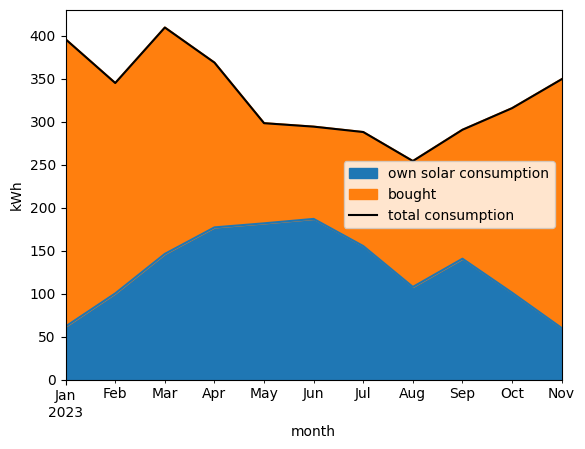 400
350
300
250
200
150
100
50
0
kWh
own solar consumption
bought
total consumption
Jan Feb Mar Apr May Jun Jul Aug Sep Oct Nov
2023
month